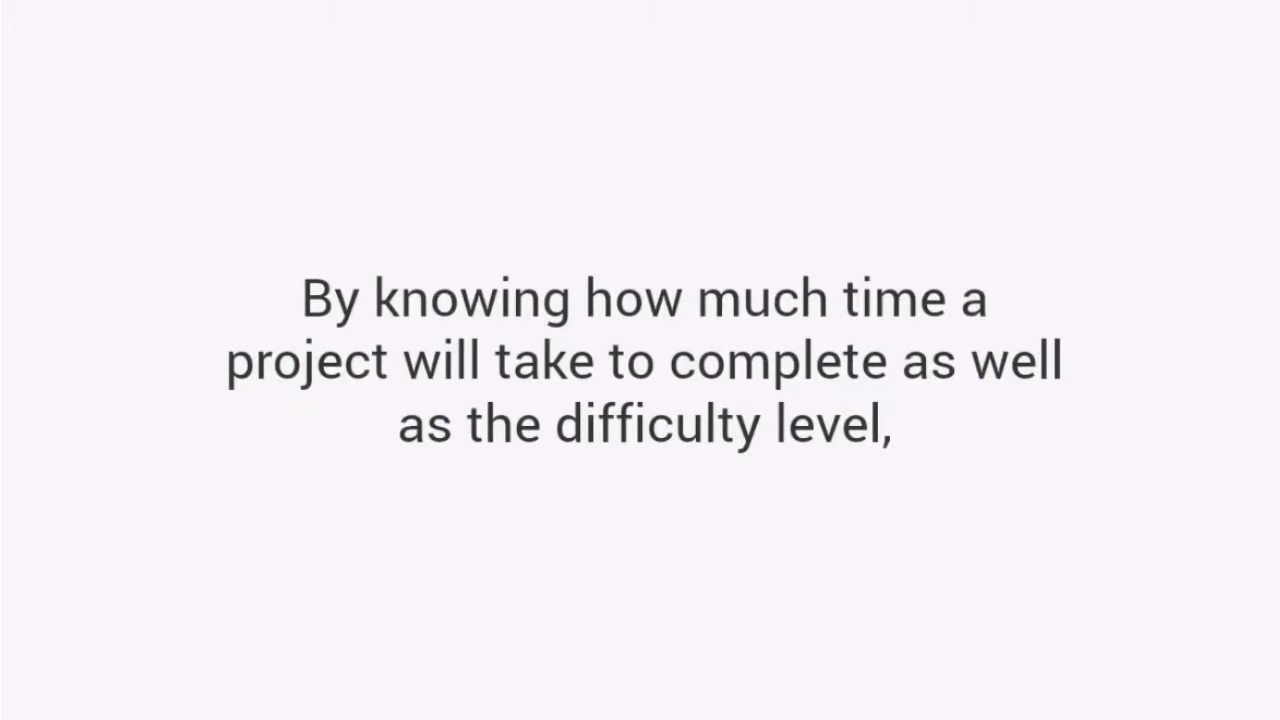 By knowing how much time a
project will take to complete as well
as the difficulty level,